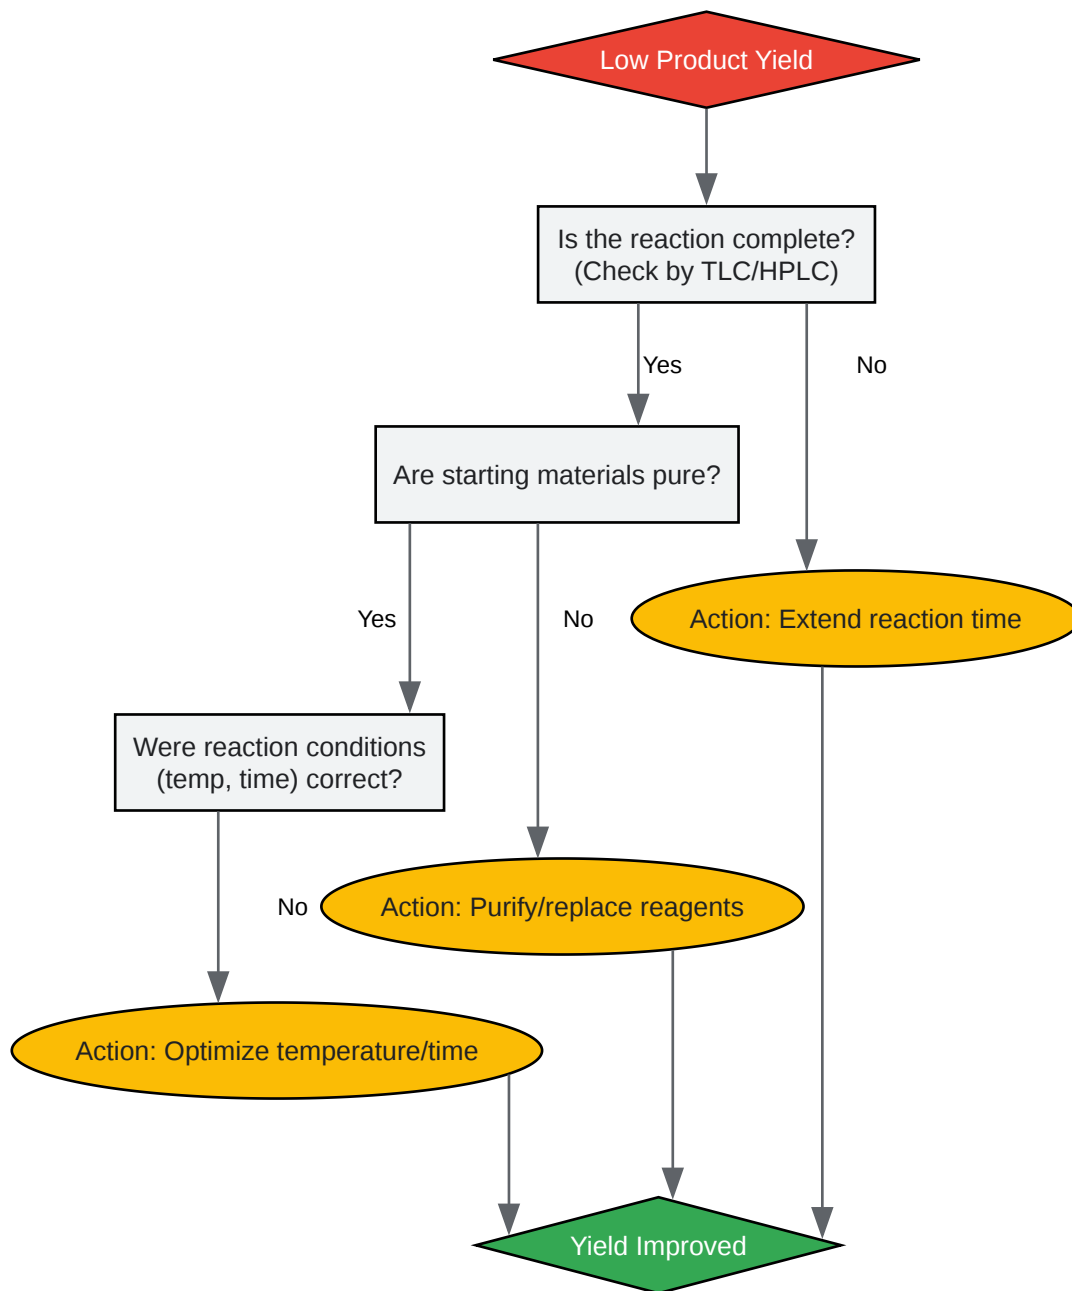 Low Product Yield
Is the reaction complete?
(Check by TLC/HPLC)
Yes
No
Are starting materials pure?
Yes
No
Action: Extend reaction time
Were reaction conditions
(temp, time) correct?
No
Action: Purify/replace reagents
Action: Optimize temperature/time
Yield Improved